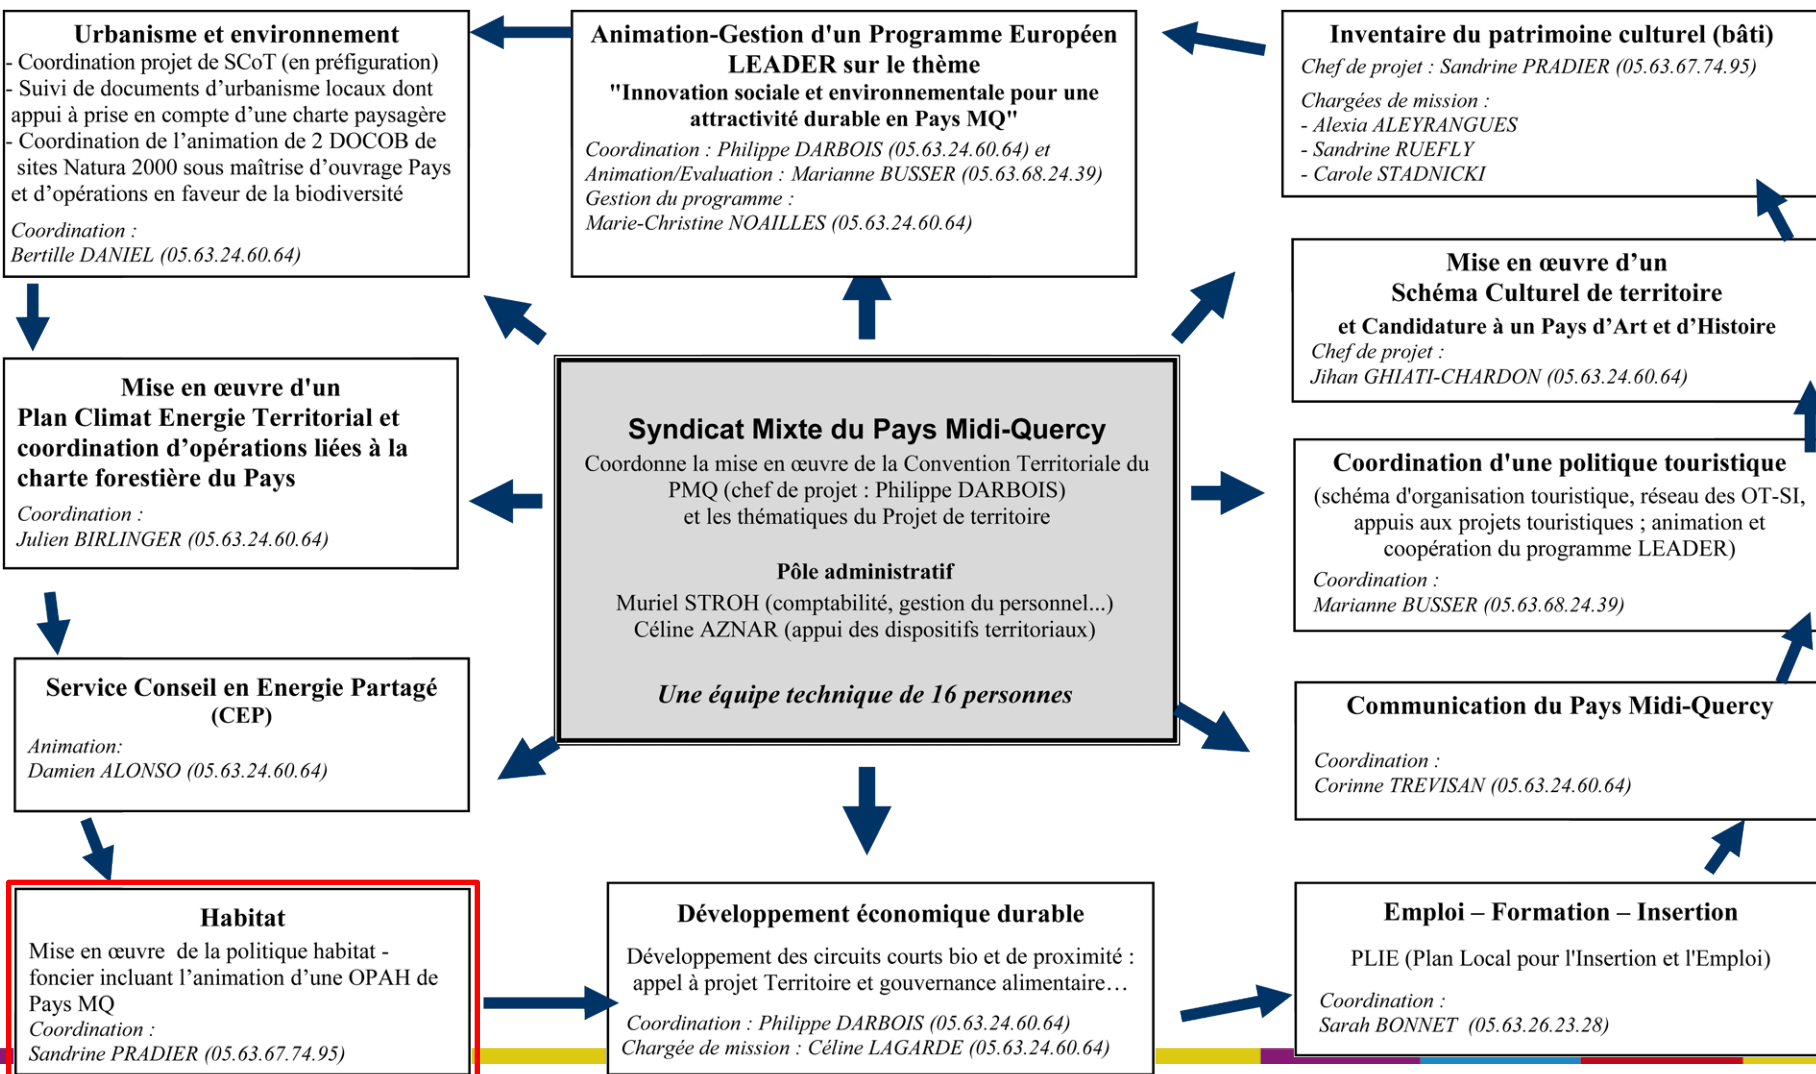 Urbanisme et environnement
- Coordination projet de SCoT (en préfiguration)
- Suivi de documents d’urbanisme locaux dont
appui à prise en compte d’une charte paysagère
- Coordination de l’animation de 2 DOCOB de
sites Natura 2000 sous maîtrise d’ouvrage Pays
et d’opérations en faveur de la biodiversité
Coordination :
Bertille DANIEL (05.63.24.60.64)
Animation-Gestion d'un Programme Européen
LEADER sur le thème
"Innovation sociale et environnementale pour une
attractivité durable en Pays MQ"
Coordination : Philippe DARBOIS (05.63.24.60.64) et
Animation/Evaluation : Marianne BUSSER (05.63.68.24.39)
Gestion du programme :
Marie-Christine NOAILLES (05.63.24.60.64)
Inventaire du patrimoine culturel (bâti)
Chef de projet : Sandrine PRADIER (05.63.67.74.95)
Chargées de mission :
- Alexia ALEYRANGUES
- Sandrine RUEFLY
- Carole STADNICKI
Mise en œuvre d’un
Schéma Culturel de territoire
et Candidature à un Pays d’Art et d’Histoire
Chef de projet :
Jihan GHIATI-CHARDON (05.63.24.60.64)
Mise en œuvre d'un
Plan Climat Energie Territorial et
coordination d’opérations liées à la
charte forestière du Pays
Coordination :
Julien BIRLINGER (05.63.24.60.64)
Syndicat Mixte du Pays Midi-Quercy
Coordonne la mise en œuvre de la Convention Territoriale du
PMQ (chef de projet : Philippe DARBOIS)
et les thématiques du Projet de territoire
Pôle administratif
Muriel STROH (comptabilité, gestion du personnel...)
Céline AZNAR (appui des dispositifs territoriaux)
Une équipe technique de 16 personnes
Coordination d'une politique touristique
(schéma d'organisation touristique, réseau des OT-SI,
appuis aux projets touristiques ; animation et
coopération du programme LEADER)
Coordination :
Marianne BUSSER (05.63.68.24.39)
Service Conseil en Energie Partagé
(CEP)
Animation:
Damien ALONSO (05.63.24.60.64)
Communication du Pays Midi-Quercy
Coordination :
Corinne TREVISAN (05.63.24.60.64)
Habitat
Mise en œuvre de la politique habitat -
foncier incluant l’animation d’une OPAH de
Pays MQ
Coordination :
Sandrine PRADIER (05.63.67.74.95)
Développement économique durable
Développement des circuits courts bio et de proximité :
appel à projet Territoire et gouvernance alimentaire…
Coordination : Philippe DARBOIS (05.63.24.60.64)
Chargée de mission : Céline LAGARDE (05.63.24.60.64)
Emploi – Formation – Insertion
PLIE (Plan Local pour l'Insertion et l'Emploi)
Coordination :
Sarah BONNET (05.63.26.23.28)